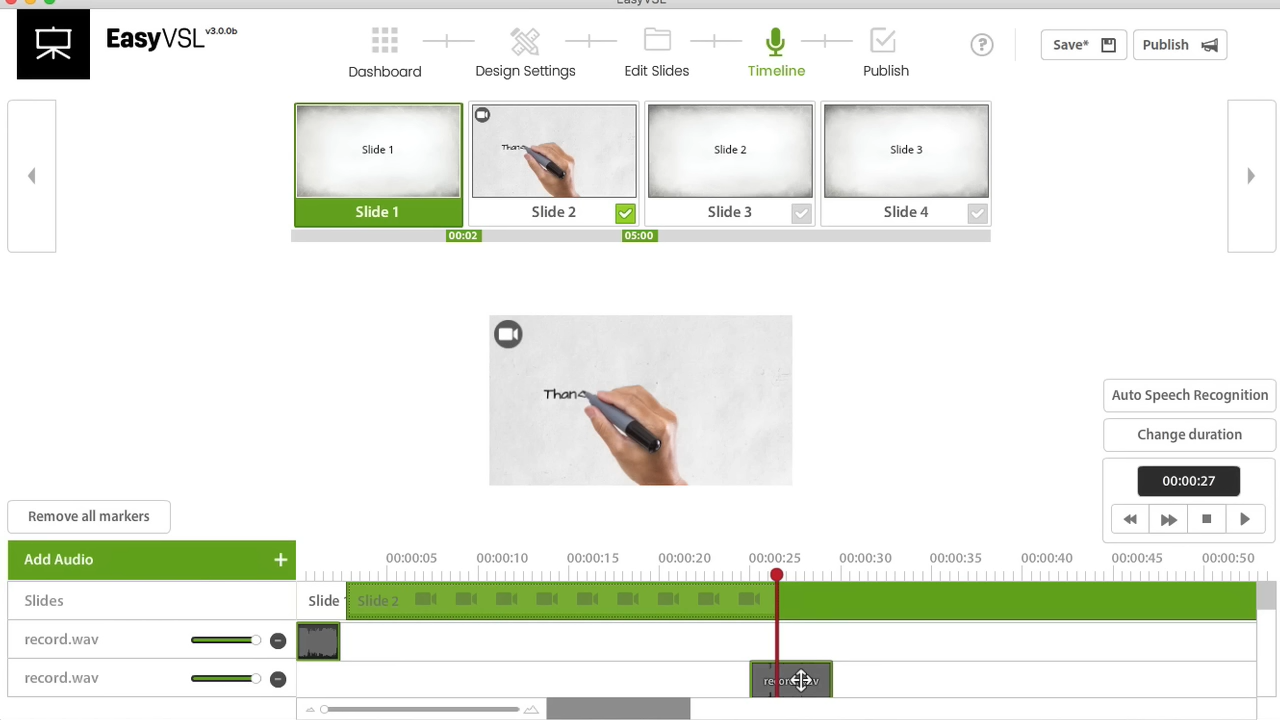 EasyVSL
EasyVSL v3.0.0b
Dashboard
Design Settings
Edit Slides
Timeline
Publish
?
Save*
Publish
Slide 1
Thanc
Slide 2
Slide 3
Slide 1
Slide 2
Slide 3
Slide 4
00:02
05:00
Thanc
Auto Speech Recognition
Change duration
00:00:27
Remove all markers
Add Audio +
00:00:05 00:00:10 00:00:15 00:00:20 00:00:25 00:00:30 00:00:35 00:00:40 00:00:45 00:00:50
Slides
Slide
Slide 2
record.wav
record.wav